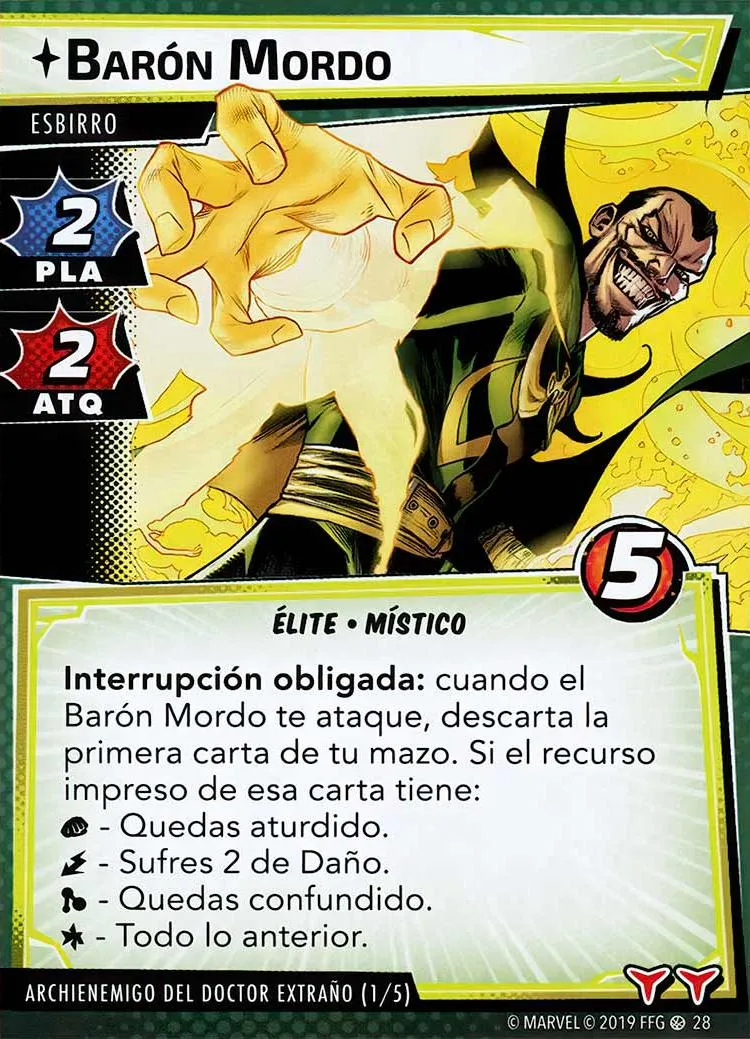 BARÓN MORDO
ESBIRRO
2
PLA
2
ATQ
5
ÉLITE • MÍSTICO
Interrupción obligada: cuando el
Barón Mordo te ataque, descarta la
primera carta de tu mazo. Si el recurso
impreso de esa carta tiene:
- Quedas aturdido.
- Sufres 2 de Daño.
- Quedas confundido.
- Todo lo anterior.
ARCHIENEMIGO DEL DOCTOR EXTRAÑO (1/5)
© MARVEL © 2019 FFG 28